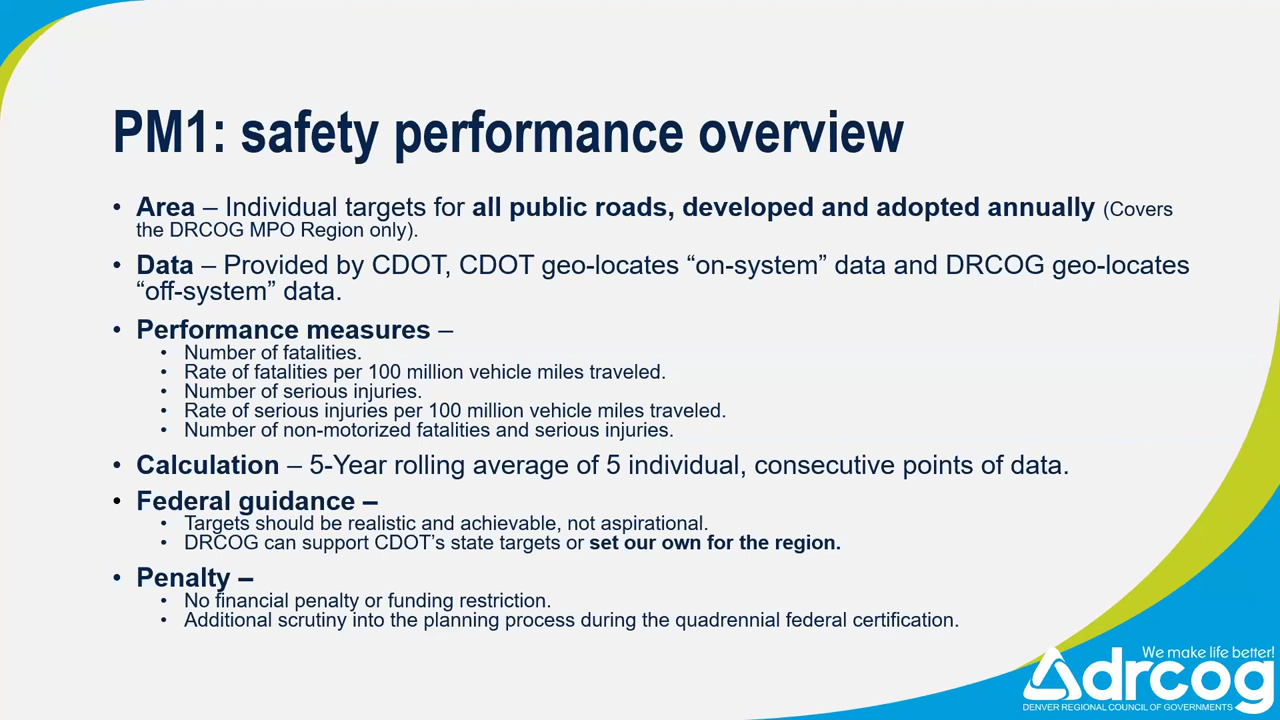 PM1: safety performance overview
• Area – Individual targets for all public roads, developed and adopted annually (Covers
the DRCOG MPO Region only).
• Data – Provided by CDOT, CDOT geo-locates “on-system” data and DRCOG geo-locates
“off-system” data.
• Performance measures –
• Number of fatalities.
• Rate of fatalities per 100 million vehicle miles traveled.
• Number of serious injuries.
• Rate of serious injuries per 100 million vehicle miles traveled.
• Number of non-motorized fatalities and serious injuries.
• Calculation – 5-Year rolling average of 5 individual, consecutive points of data.
• Federal guidance –
• Targets should be realistic and achievable, not aspirational.
• DRCOG can support CDOT’s state targets or set our own for the region.
• Penalty –
• No financial penalty or funding restriction.
• Additional scrutiny into the planning process during the quadrennial federal certification.
We make life better!
drcog
DENVER REGIONAL COUNCIL OF GOVERNMENTS